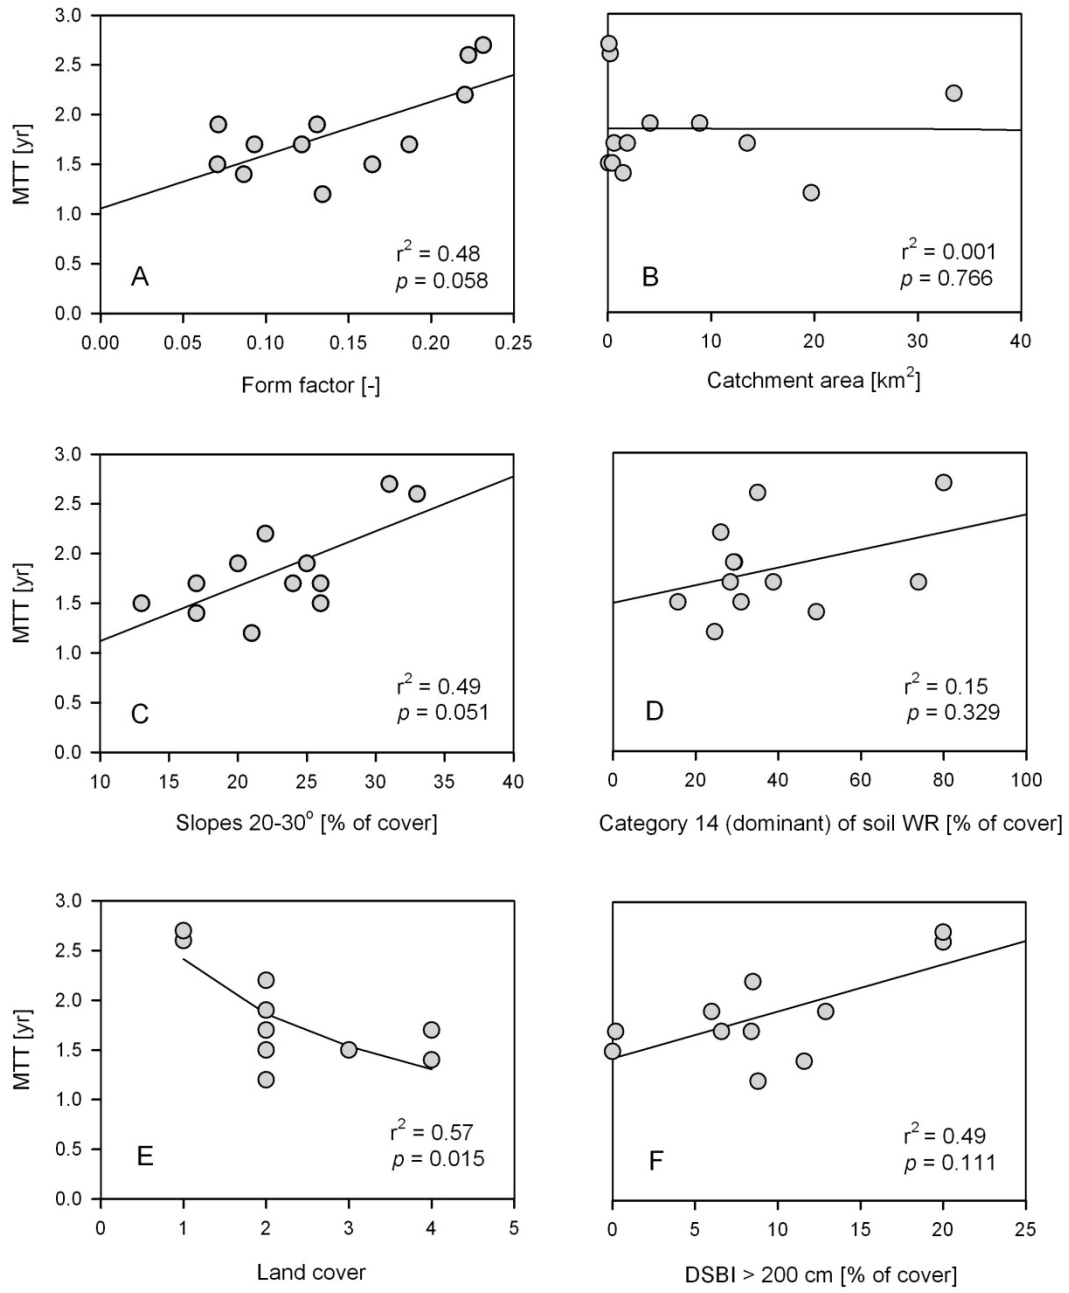 3.0
2.5
2.0
1.5
1.0
0.5
0.0
MTT [yr]
A
r² = 0.48
p = 0.058
0.00 0.05 0.10 0.15 0.20 0.25
Form factor [-]
B
r² = 0.001
p = 0.766
0 10 20 30 40
Catchment area [km²]
3.0
2.5
2.0
1.5
1.0
0.5
0.0
MTT [yr]
C
r² = 0.49
p = 0.051
10 15 20 25 30 35 40
Slopes 20-30° [% of cover]
D
r² = 0.15
p = 0.329
0 20 40 60 80 100
Category 14 (dominant) of soil WR [% of cover]
3.0
2.5
2.0
1.5
1.0
0.5
0.0
MTT [yr]
E
r² = 0.57
p = 0.015
0 1 2 3 4 5
Land cover
F
r² = 0.49
p = 0.111
0 5 10 15 20 25
DSBI > 200 cm [% of cover]